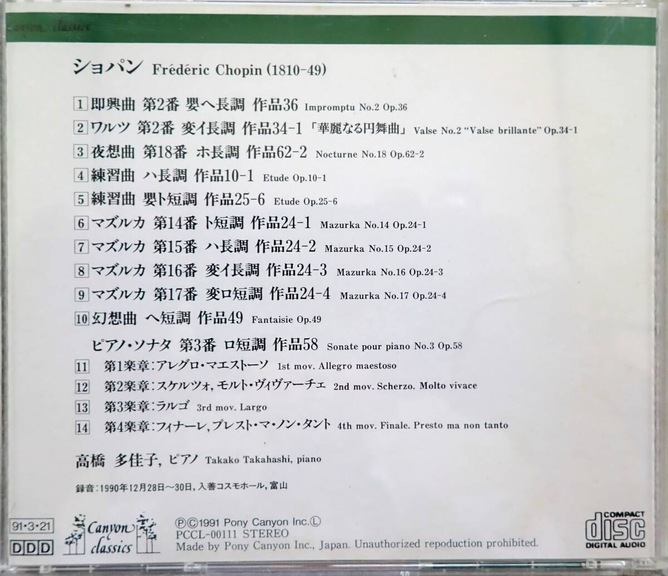 Canyon classics
ショパン Frédéric Chopin (1810-49)
1 即興曲 第2番 嬰ヘ長調 作品36 Impromptu No.2 Op.36
2 ワルツ 第2番 変イ長調 作品34-1「華麗なる円舞曲」 Valse No.2 "Valse brillante" Op.34-1
3 夜想曲 第18番 ホ長調 作品62-2 Nocturne No.18 Op.62-2
4 練習曲 ハ長調 作品10-1 Etude Op.10-1
5 練習曲 嬰ト短調 作品25-6 Etude Op.25-6
6 マズルカ 第14番 ト短調 作品24-1 Mazurka No.14 Op.24-1
7 マズルカ 第15番 ハ長調 作品24-2 Mazurka No.15 Op.24-2
8 マズルカ 第16番 変イ長調 作品24-3 Mazurka No.16 Op.24-3
9 マズルカ 第17番 変ロ短調 作品24-4 Mazurka No.17 Op.24-4
10 幻想曲 ヘ短調 作品49 Fantaisie Op.49
ピアノ・ソナタ 第3番 ロ短調 作品58 Sonate pour piano No.3 Op.58
11 第1楽章:アレグロ・マエストーソ 1st mov. Allegro maestoso
12 第2楽章:スケルツォ,モルト・ヴィヴァーチェ 2nd mov. Scherzo. Molto vivace
13 第3楽章:ラルゴ 3rd mov. Largo
14 第4楽章:フィナーレ,プレスト・マ・ノン・タント 4th mov. Finale. Presto ma non tanto
高橋 多佳子, ピアノ Takako Takahashi, piano
録音:1990年12月28日〜30日, 入善コスモホール, 富山
91・3・21
DDD
Canyon classics
ⓅⒸ1991 Pony Canyon Inc.Ⓛ
PCCL-00111 STEREO
Made by Pony Canyon Inc., Japan. Unauthorized repoduction prohibited.
COMPACT disc DIGITAL AUDIO